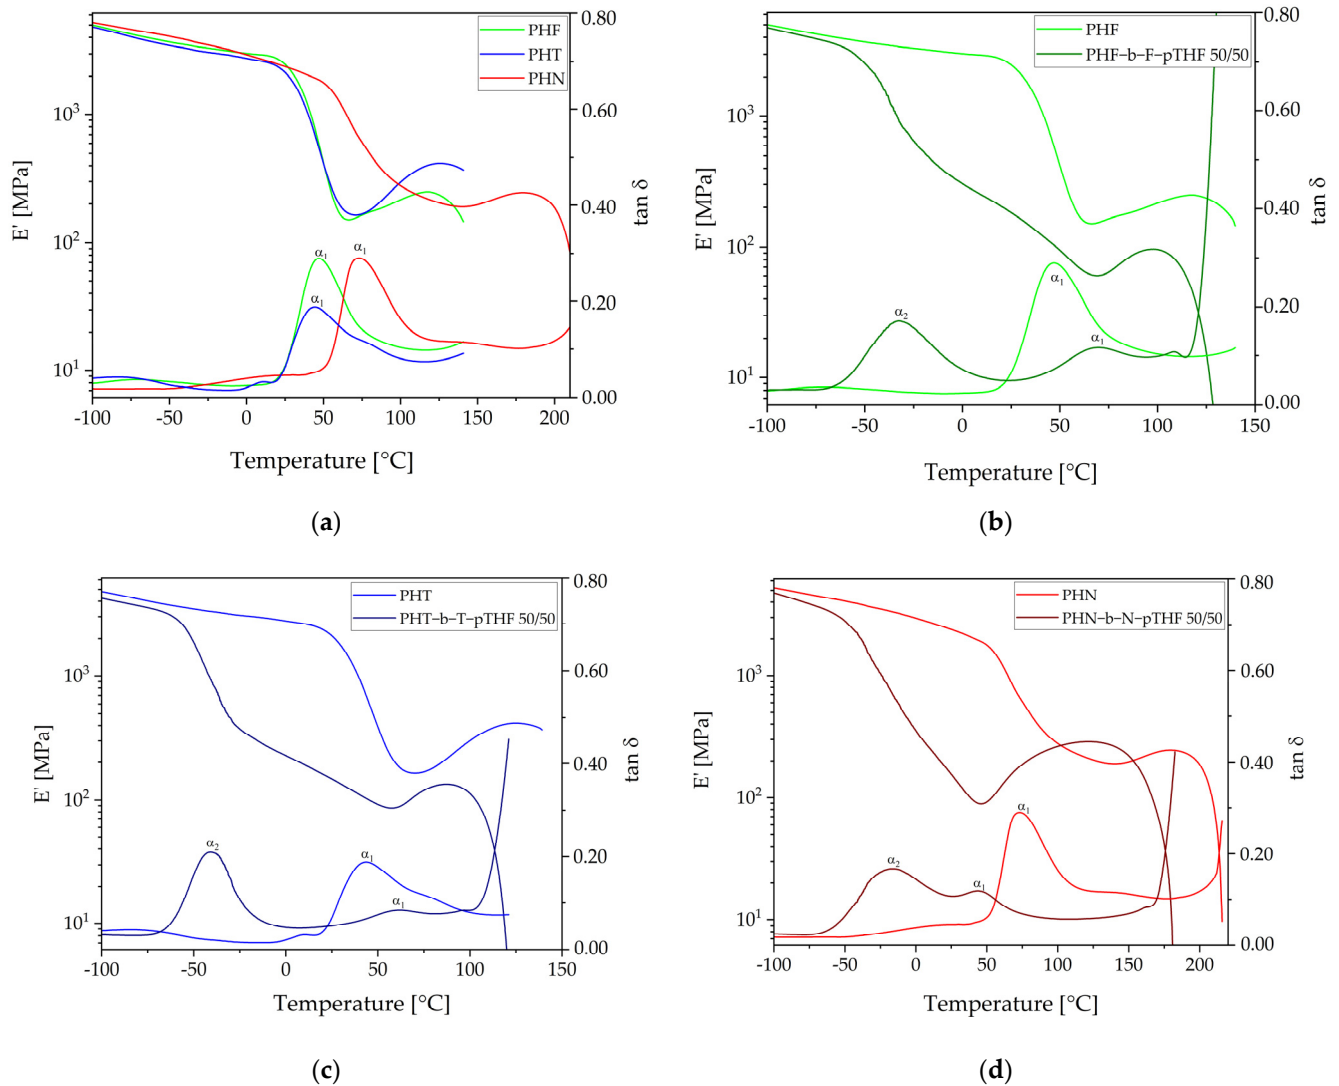 PHF
PHT
PHN
0.80
0.60
0.40
0.20
0.00
10³
10²
10¹
E' [MPa]
tan δ
α₁
α₁
α₁
-100 -50 0 50 100 150 200
Temperature [°C]
(a)
PHF
PHF-b-F-pTHF 50/50
0.80
0.60
0.40
0.20
0.00
10³
10²
10¹
E' [MPa]
tan δ
α₂
α₁
α₁
-100 -50 0 50 100 150
Temperature [°C]
(b)
PHT
PHT-b-T-pTHF 50/50
0.80
0.60
0.40
0.20
0.00
10³
10²
10¹
E' [MPa]
tan δ
α₂
α₁
α₁
-100 -50 0 50 100 150
Temperature [°C]
(c)
PHN
PHN-b-N-pTHF 50/50
0.80
0.60
0.40
0.20
0.00
10³
10²
10¹
E' [MPa]
tan δ
α₁
α₂
α₁
-100 -50 0 50 100 150 200
Temperature [°C]
(d)